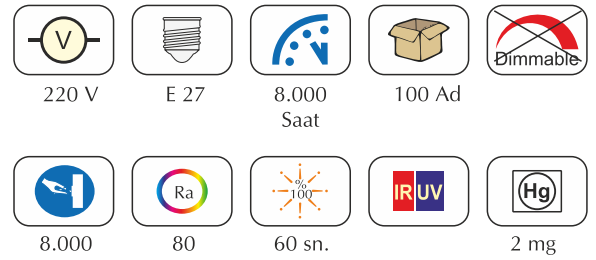 V
Dimmable
220 V
E 27
8.000
Saat
100 Ad
Ra
%
100
IR UV
Hg
8.000
80
60 sn.
2 mg